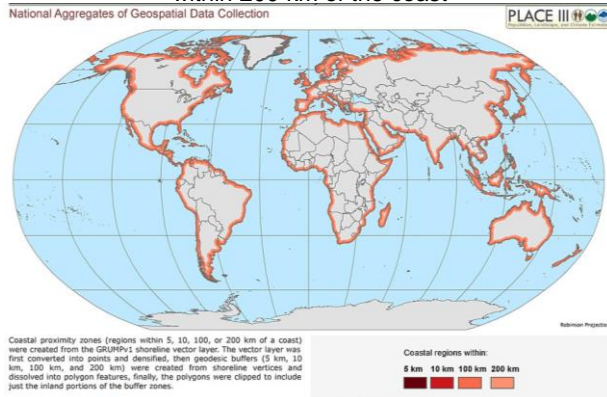 within 200 km of the coast
National Aggregates of Geospatial Data Collection
PLACE III
Population, Landscape, and Climate Estimates
Robinson Projection
Coastal proximity zones (regions within 5, 10, 100, or 200 km of a coast)
were created from the GRUMPv1 shoreline vector layer. The vector layer was
first converted into points and densified, then geodesic buffers (5 km, 10
km, 100 km, and 200 km) were created from shoreline vertices and
dissolved into polygon features, finally, the polygons were clipped to include
just the inland portions of the buffer zones.
Coastal regions within:
5 km 10 km 100 km 200 km